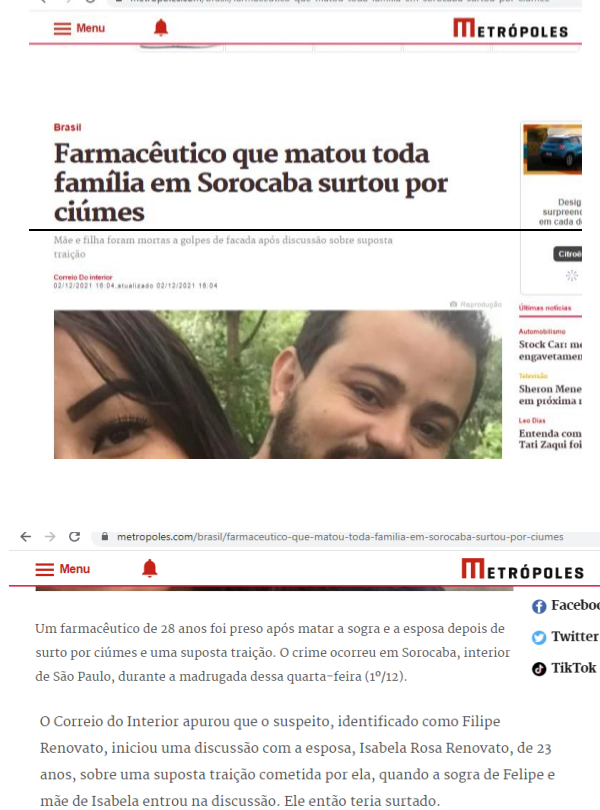 Menu
METRÓPOLES
Brasil
Farmacêutico que matou toda
família em Sorocaba surtou por
ciúmes
Mãe e filha foram mortas a golpes de facada após discussão sobre suposta
traição
Correio Do Interior
02/12/2021 16:04,atualizado 02/12/2021 16:04
Reprodução
Desig
surpreend
em cada d
Citroë
Últimas notícias
Automobilismo
Stock Car: m
engavetamen
Televisão
Sheron Mene
em próxima
Leo Dias
Entenda com
Tati Zaqui foi
metropoles.com/brasil/farmaceutico-que-matou-toda-familia-em-sorocaba-surtou-por-ciumes
Menu
METRÓPOLES
Faceboo
Twitter
TikTok
Um farmacêutico de 28 anos foi preso após matar a sogra e a esposa depois de
surto por ciúmes e uma suposta traição. O crime ocorreu em Sorocaba, interior
de São Paulo, durante a madrugada dessa quarta-feira (1º/12).
O Correio do Interior apurou que o suspeito, identificado como Filipe
Renovato, iniciou uma discussão com a esposa, Isabela Rosa Renovato, de 23
anos, sobre uma suposta traição cometida por ela, quando a sogra de Felipe e
mãe de Isabela entrou na discussão. Ele então teria surtado.